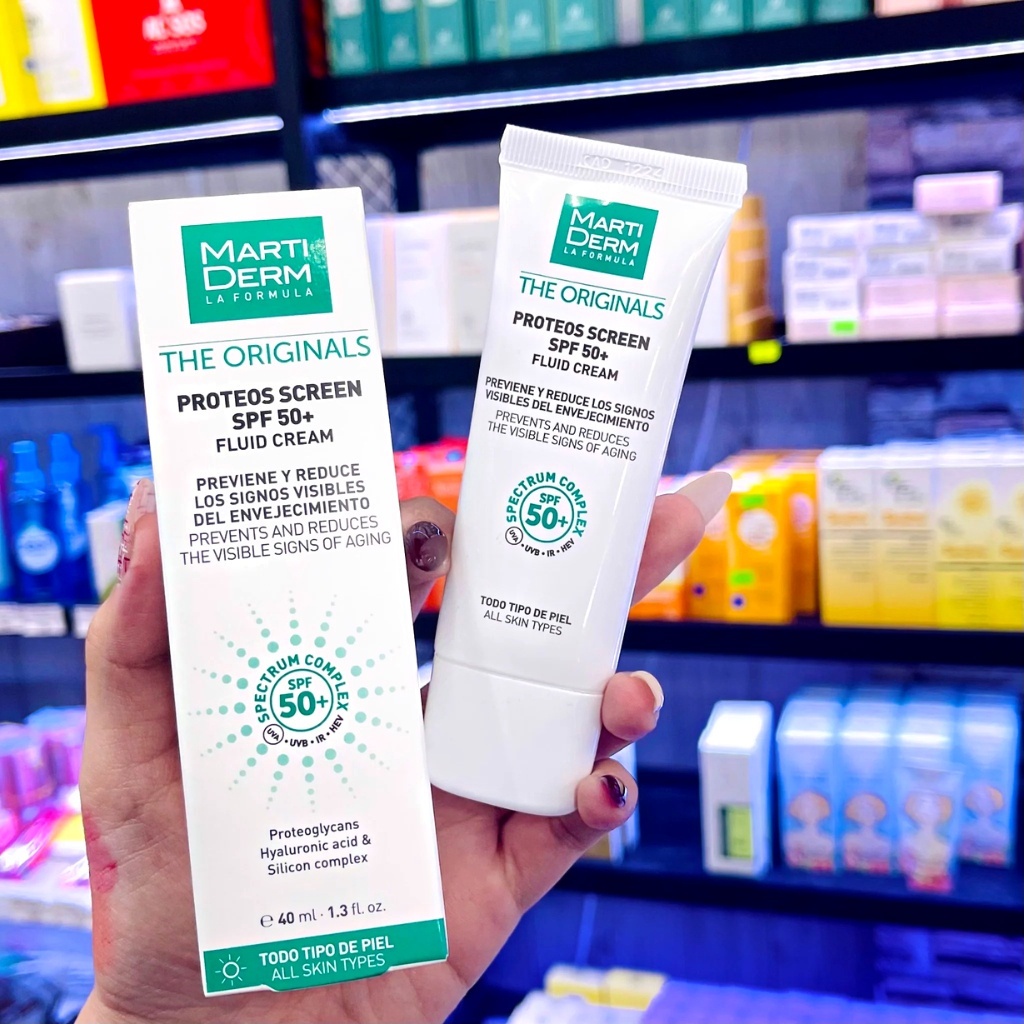 MARTI
DERM
LA FORMULA
THE ORIGINALS
PROTEOS SCREEN
SPF 50+
FLUID CREAM
PREVIENE Y REDUCE
LOS SIGNOS VISIBLES
DEL ENVEJECIMIENTO
PREVENTS AND REDUCES
THE VISIBLE SIGNS OF AGING
SPECTRUM COMPLEX
SPF
50+
UVA • UVB • IR • HEV
Proteoglycans
Hyaluronic acid &
Silicon complex
e 40 ml · 1.3 fl. oz.
TODO TIPO DE PIEL
ALL SKIN TYPES
MARTI
DERM
LA FORMULA
THE ORIGINALS
PROTEOS SCREEN
SPF 50+
FLUID CREAM
PREVIENE Y REDUCE LOS SIGNOS
VISIBLES DEL ENVEJECIMIENTO
PREVENTS AND REDUCES
THE VISIBLE SIGNS OF AGING
SPECTRUM COMPLEX
SPF
50+
UVA • UVB • IR • HEV
TODO TIPO DE PIEL
ALL SKIN TYPES